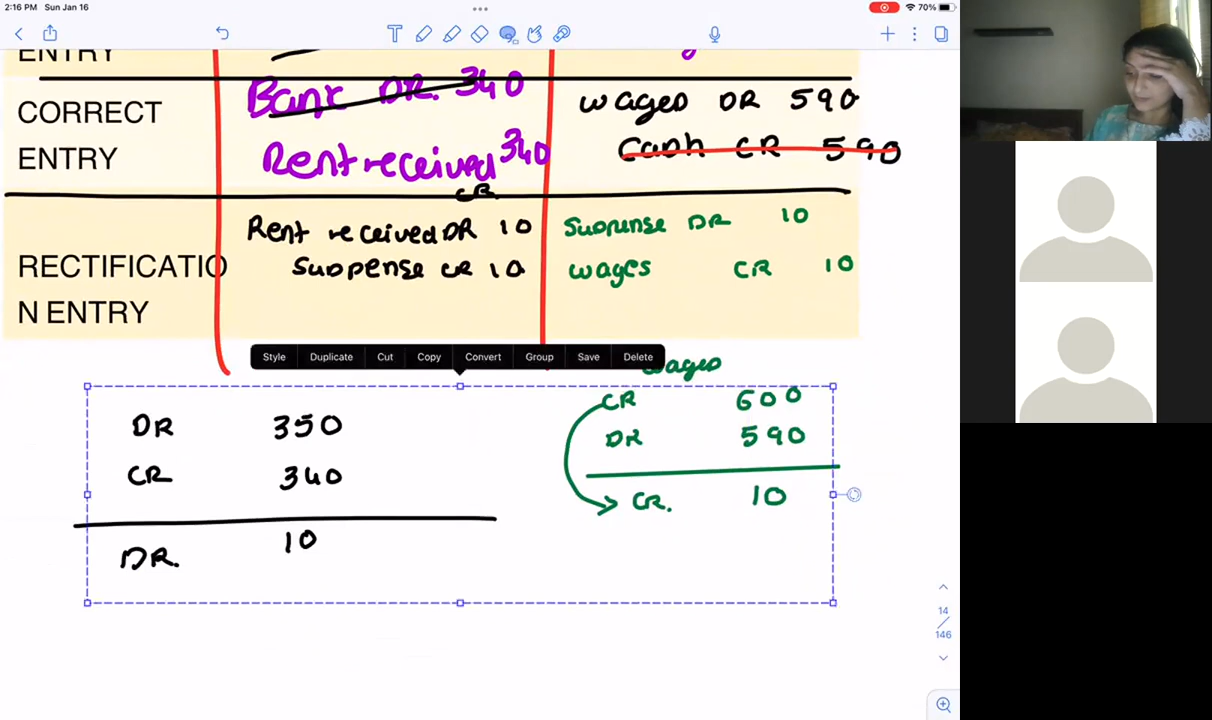 2:16 PM Sun Jan 16
70%
ENTRY
CORRECT
ENTRY
Bank DR. 340
Rent received 340
CR.
wages DR 590
Cash CR 590
RECTIFICATIO
N ENTRY
Rent received DR 10
Suspense CR 10
Suspense DR 10
wages CR 10
Style Duplicate Cut Copy Convert Group Save Delete
wages
DR 350
CR 340
DR. 10
CR 600
DR 590
CR. 10
14
146